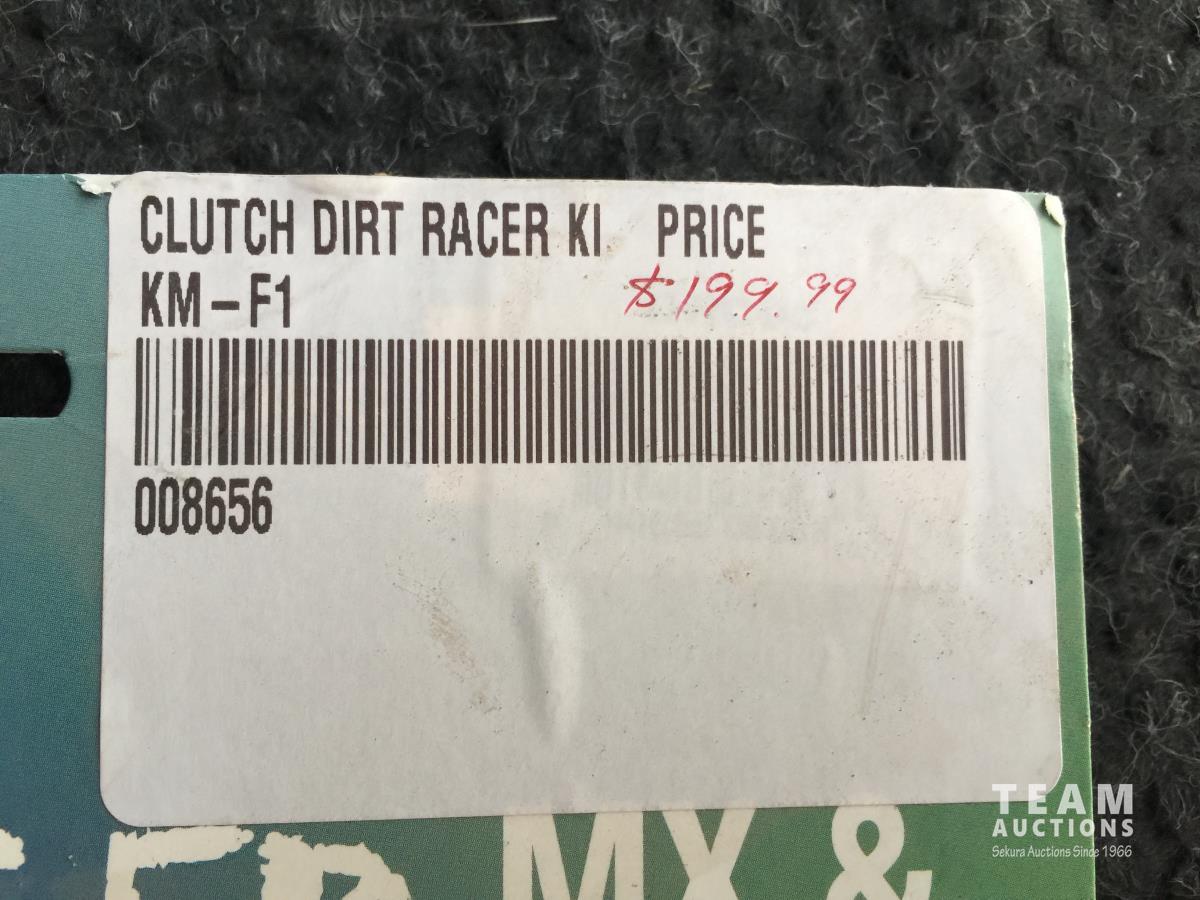 CLUTCH DIRT RACER KI PRICE
KM-F1 $199.99
008656
MX &
TEAM
AUCTIONS
Sekura Auctions Since 1966